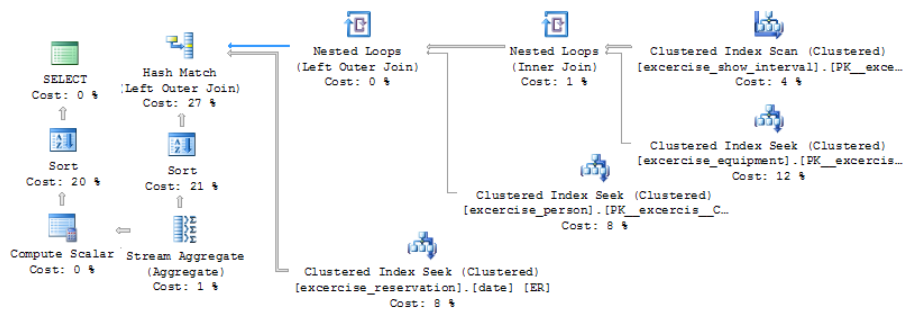 SELECT
Cost: 0 %
Hash Match
(Left Outer Join)
Cost: 27 %
Nested Loops
(Left Outer Join)
Cost: 0 %
Nested Loops
(Inner Join)
Cost: 1 %
Clustered Index Scan (Clustered)
[excercise_show_interval].[PK__exce…
Cost: 4 %
Sort
Cost: 20 %
Sort
Cost: 21 %
Clustered Index Seek (Clustered)
[excercise_equipment].[PK__excercis…
Cost: 12 %
Clustered Index Seek (Clustered)
[excercise_person].[PK__excercis__C…
Cost: 8 %
Compute Scalar
Cost: 0 %
Stream Aggregate
(Aggregate)
Cost: 1 %
Clustered Index Seek (Clustered)
[excercise_reservation].[date] [ER]
Cost: 8 %